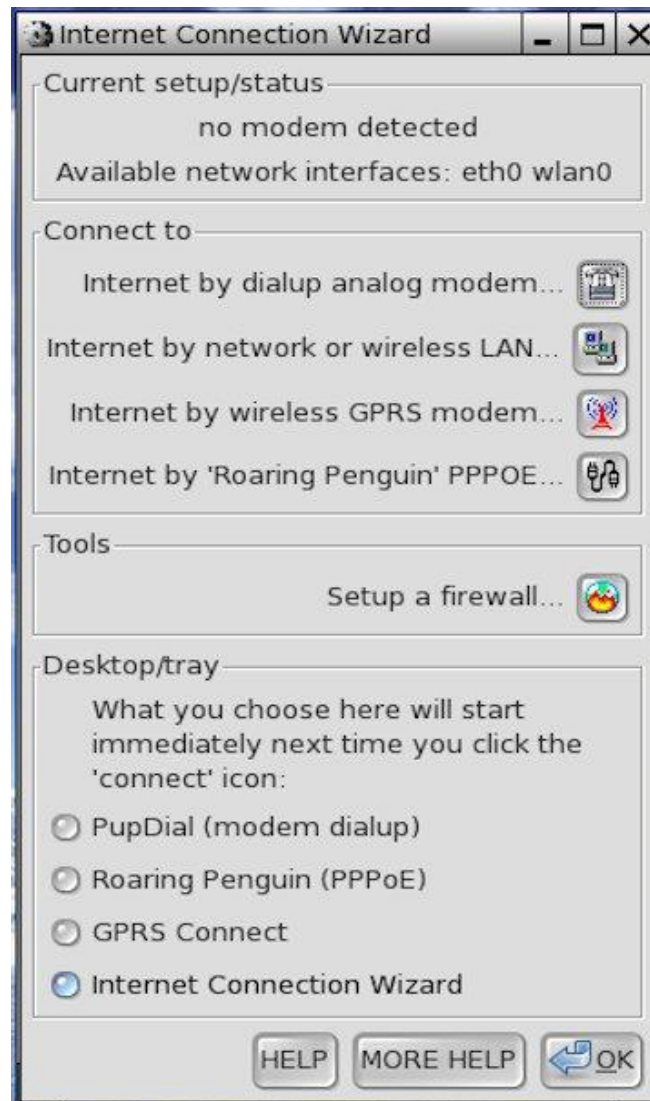 Internet Connection Wizard
Current setup/status
no modem detected
Available network interfaces: eth0 wlan0
Connect to
Internet by dialup analog modem...
Internet by network or wireless LAN...
Internet by wireless GPRS modem...
Internet by 'Roaring Penguin' PPPOE...
Tools
Setup a firewall...
Desktop/tray
What you choose here will start
immediately next time you click the
'connect' icon:
PupDial (modem dialup)
Roaring Penguin (PPPoE)
GPRS Connect
Internet Connection Wizard
HELP MORE HELP OK